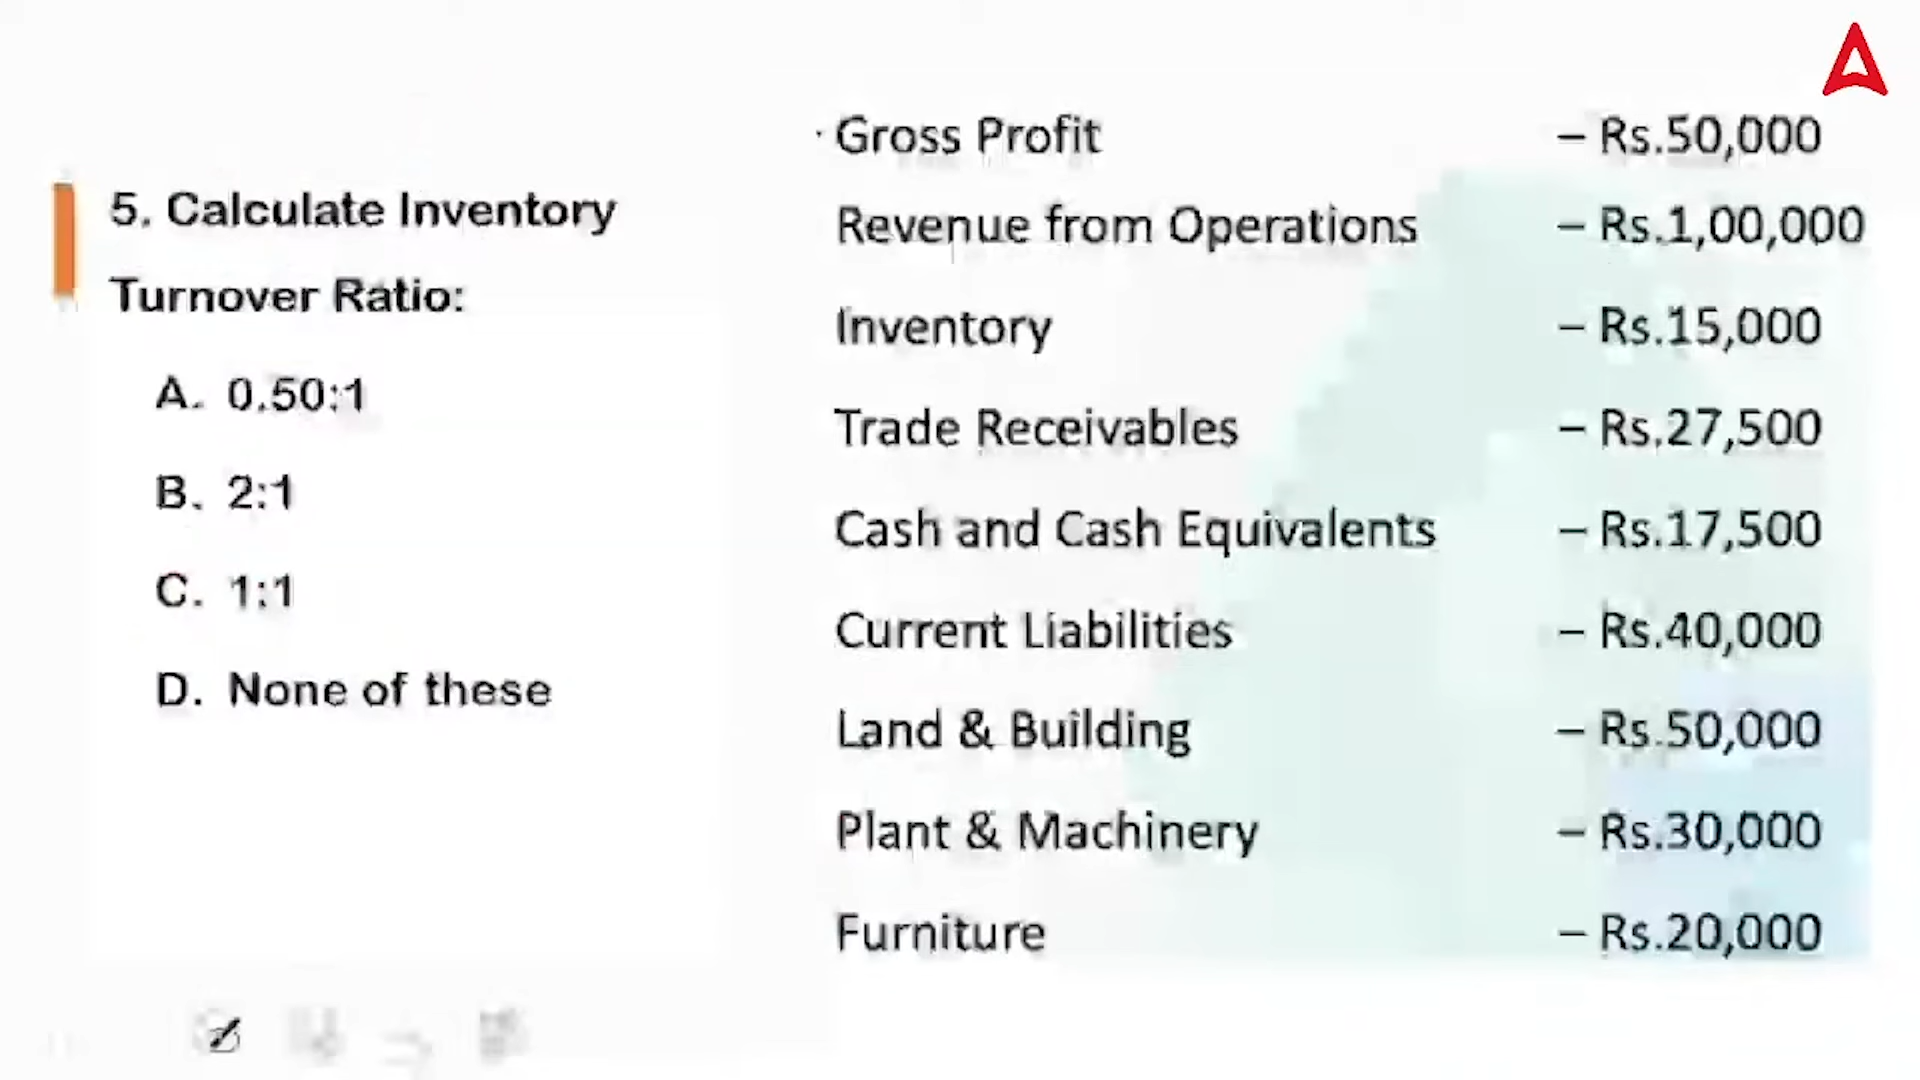 5. Calculate Inventory
Turnover Ratio:
A. 0.50:1
B. 2:1
C. 1:1
D. None of these
Gross Profit – Rs.50,000
Revenue from Operations – Rs.1,00,000
Inventory – Rs.15,000
Trade Receivables – Rs.27,500
Cash and Cash Equivalents – Rs.17,500
Current Liabilities – Rs.40,000
Land & Building – Rs.50,000
Plant & Machinery – Rs.30,000
Furniture – Rs.20,000